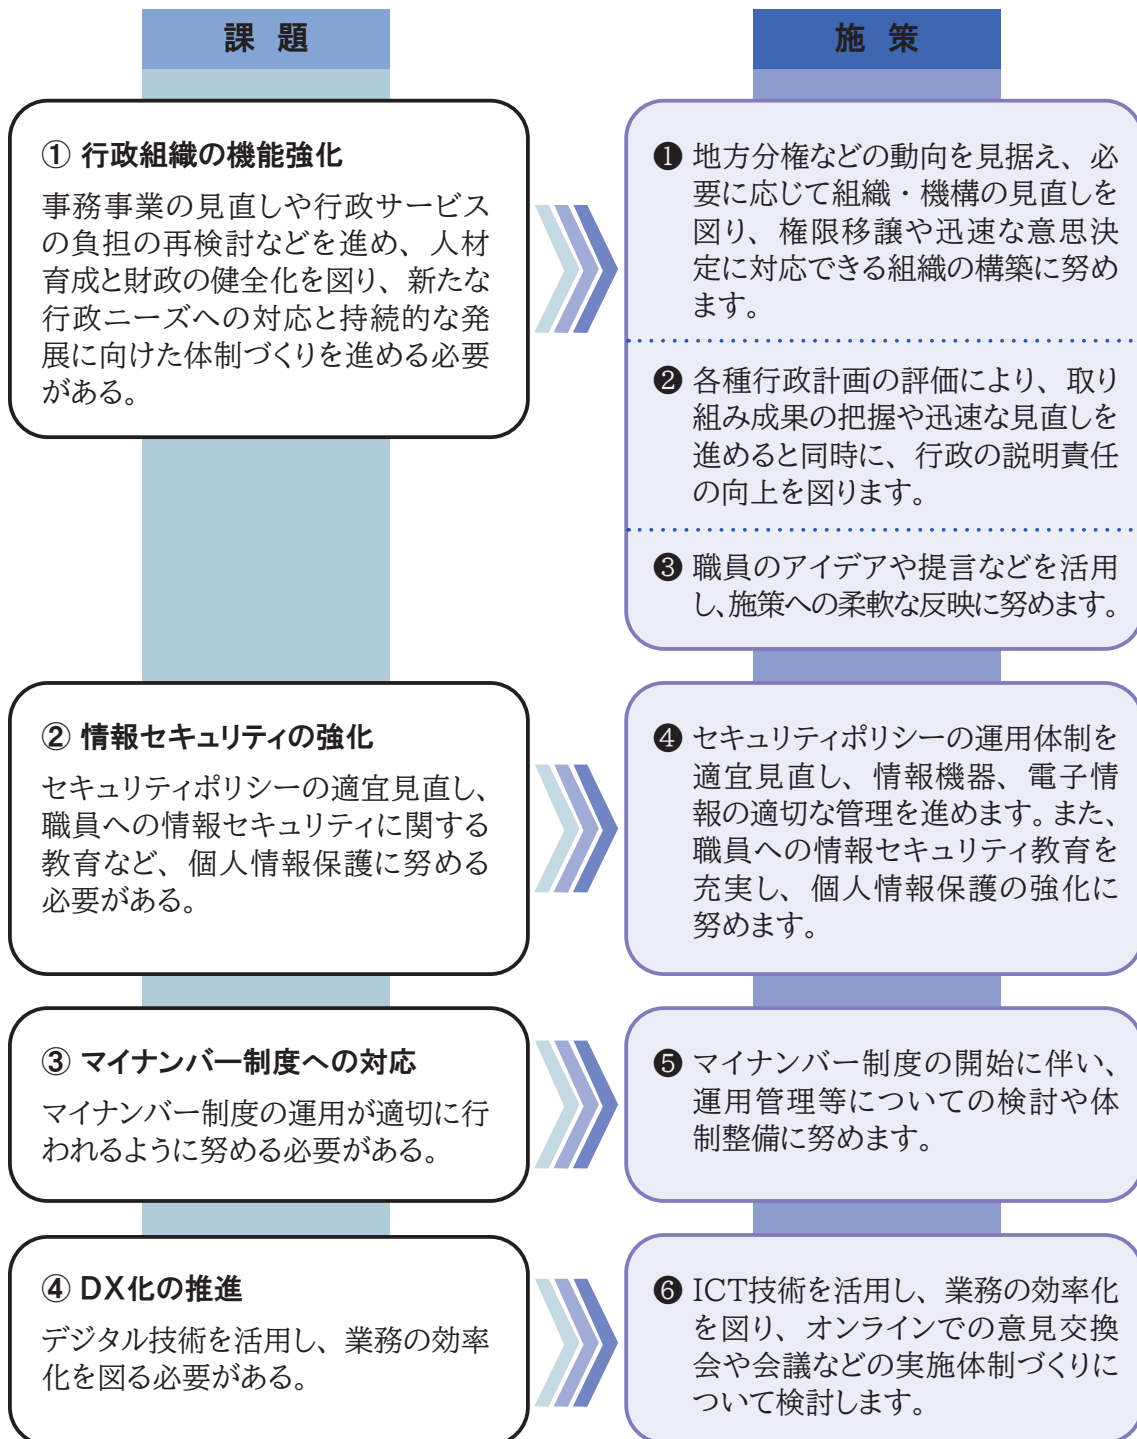 課題
施策
① 行政組織の機能強化
事務事業の見直しや行政サービス
の負担の再検討などを進め、人材
育成と財政の健全化を図り、新たな
行政ニーズへの対応と持続的な発
展に向けた体制づくりを進める必要
がある。
❶ 地方分権などの動向を見据え、必
要に応じて組織・機構の見直しを
図り、権限移譲や迅速な意思決
定に対応できる組織の構築に努め
ます。
❷ 各種行政計画の評価により、取り
組み成果の把握や迅速な見直しを
進めると同時に、行政の説明責任
の向上を図ります。
❸ 職員のアイデアや提言などを活用
し、施策への柔軟な反映に努めます。
② 情報セキュリティの強化
セキュリティポリシーの適宜見直し、
職員への情報セキュリティに関する
教育など、個人情報保護に努める
必要がある。
❹ セキュリティポリシーの運用体制を
適宜見直し、情報機器、電子情
報の適切な管理を進めます。また、
職員への情報セキュリティ教育を
充実し、個人情報保護の強化に
努めます。
③ マイナンバー制度への対応
マイナンバー制度の運用が適切に行
われるように努める必要がある。
❺ マイナンバー制度の開始に伴い、
運用管理等についての検討や体
制整備に努めます。
④ DX化の推進
デジタル技術を活用し、業務の効率
化を図る必要がある。
❻ ICT技術を活用し、業務の効率化
を図り、オンラインでの意見交換
会や会議などの実施体制づくりに
ついて検討します。